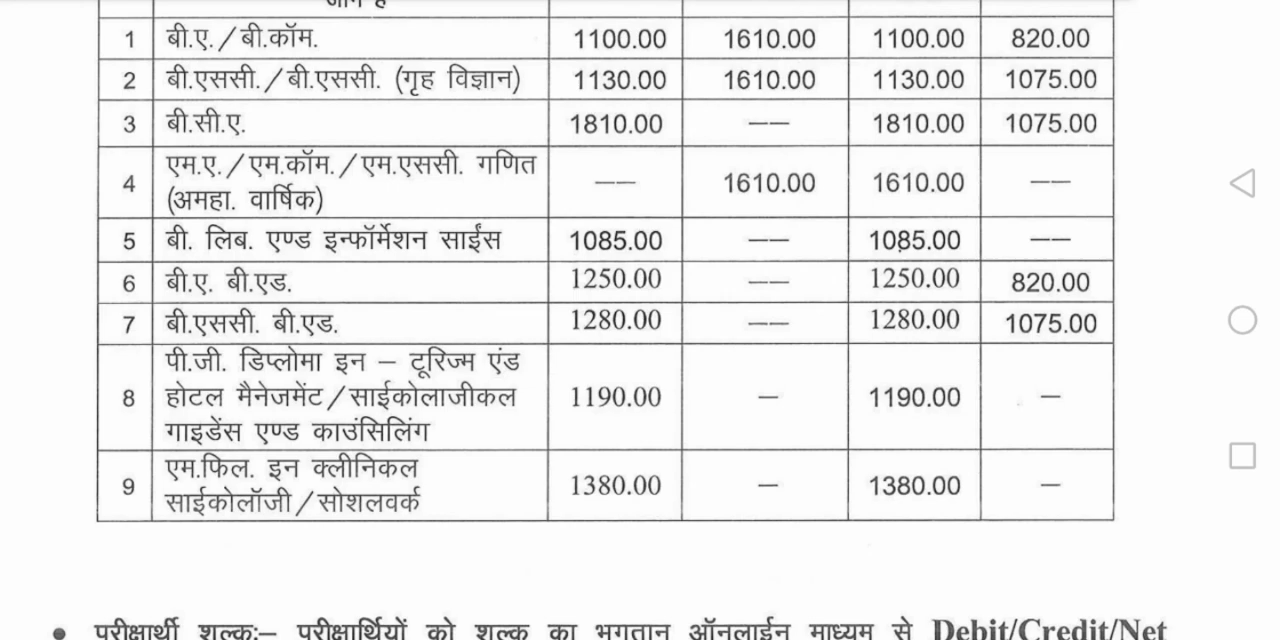 जाने है
1 बी.ए./बी.कॉम. 1100.00 1610.00 1100.00 820.00
2 बी.एससी./बी.एससी. (गृह विज्ञान) 1130.00 1610.00 1130.00 1075.00
3 बी.सी.ए. 1810.00 –– 1810.00 1075.00
4 एम.ए./एम.कॉम./एम.एससी. गणित
(अमहा. वार्षिक) –– 1610.00 1610.00 ––
5 बी. लिब. एण्ड इन्फॉर्मेशन साईंस 1085.00 –– 1085.00 ––
6 बी.ए. बी.एड. 1250.00 –– 1250.00 820.00
7 बी.एससी. बी.एड. 1280.00 –– 1280.00 1075.00
8 पी.जी. डिप्लोमा इन – टूरिज्म एंड
होटल मैनेजमेंट/साईकोलाजीकल 1190.00 – 1190.00 –
गाइडेंस एण्ड काउंसिलिंग
9 एम.फिल. इन क्लीनिकल
साईकोलॉजी/सोशलवर्क 1380.00 – 1380.00 –
• परीक्षार्थी शुल्क:– परीक्षार्थियों को शुल्क का भुगतान ऑनलाईन माध्यम से Debit/Credit/Net